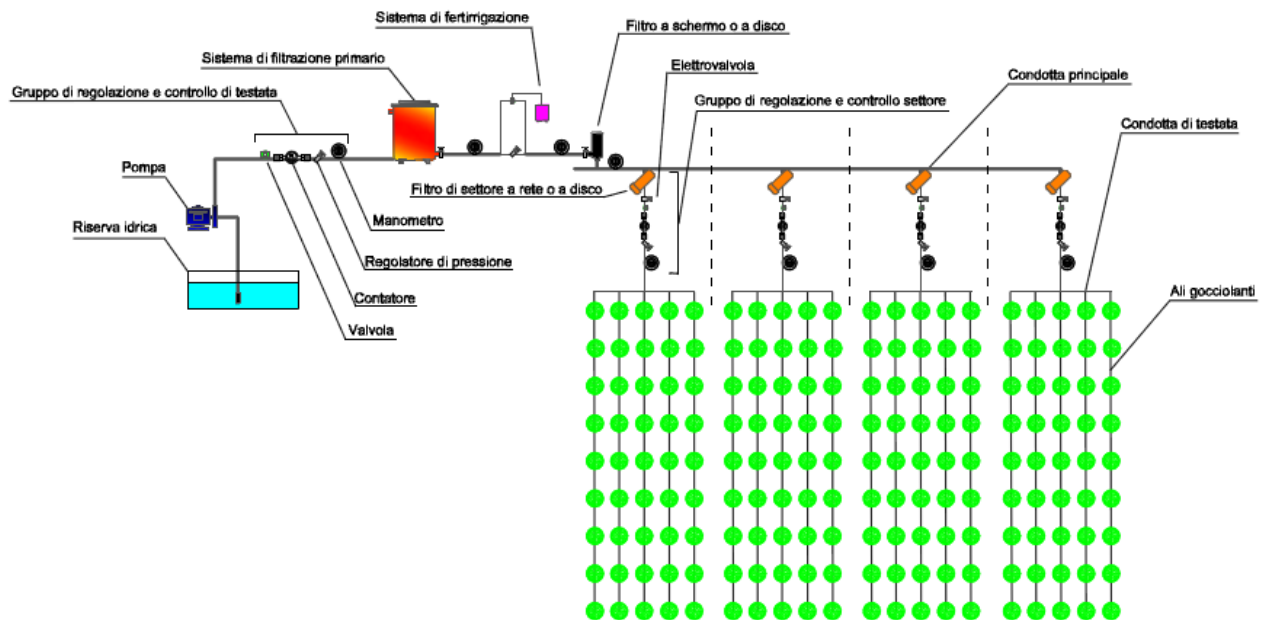 Sistema di fertirrigazione
Filtro a schermo o a disco
Sistema di filtrazione primario
Elettrovalvola
Condotta principale
Gruppo di regolazione e controllo di testata
Gruppo di regolazione e controllo settore
Condotta di testata
Pompa
Filtro di settore a rete o a disco
Manometro
Riserva idrica
Regolatore di pressione
Ali gocciolanti
Contatore
Valvola